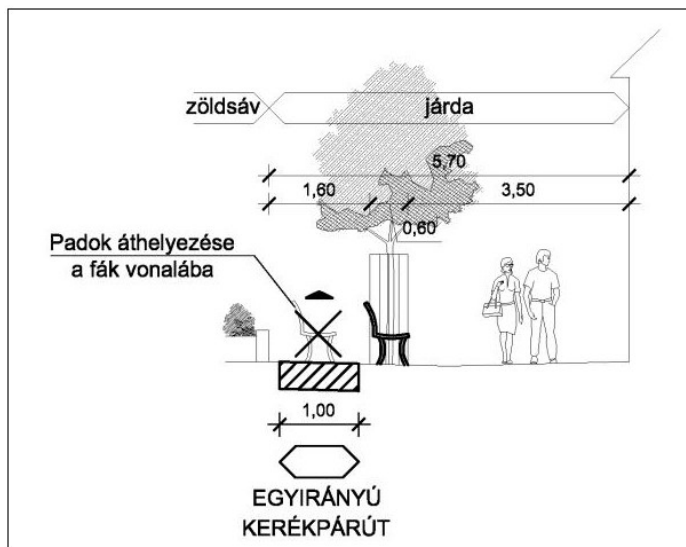 zöldsáv
járda
5,70
1,60
3,50
0,60
Padok áthelyezése
a fák vonalába
1,00
EGYIRÁNYÚ
KERÉKPÁRÚT